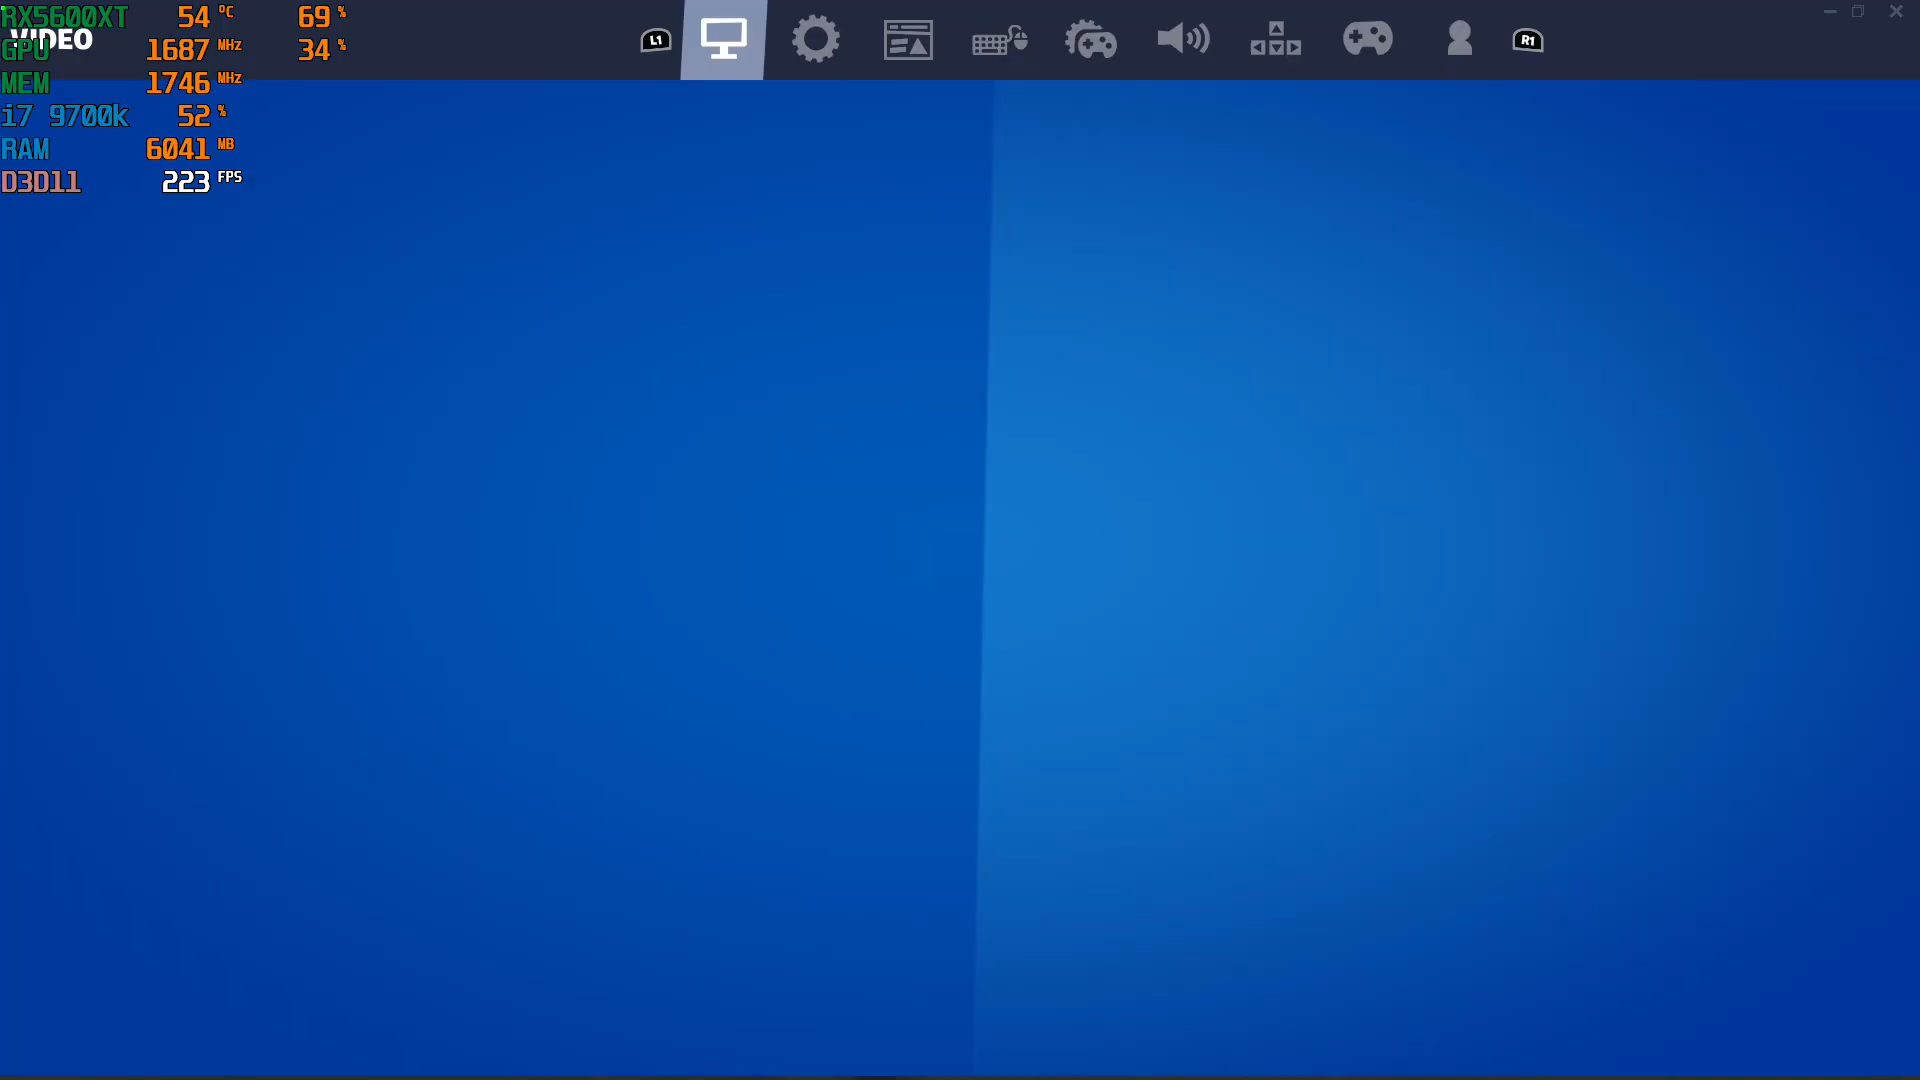 RX5600XT 54 °C 69 %
VIDEO
GPU 1687 MHz 34 %
MEM 1746 MHz
i7 9700k 52 %
RAM 6041 MB
D3D11 223 FPS
L1
R1